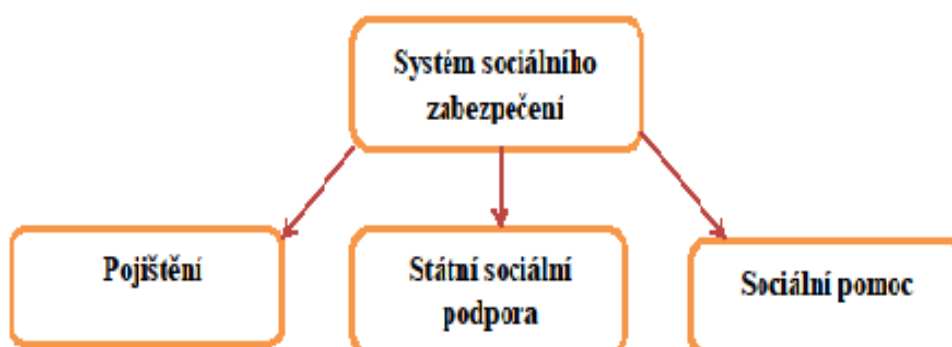 Systém sociálního
zabezpečení
Pojištění
Státní sociální
podpora
Sociální pomoc